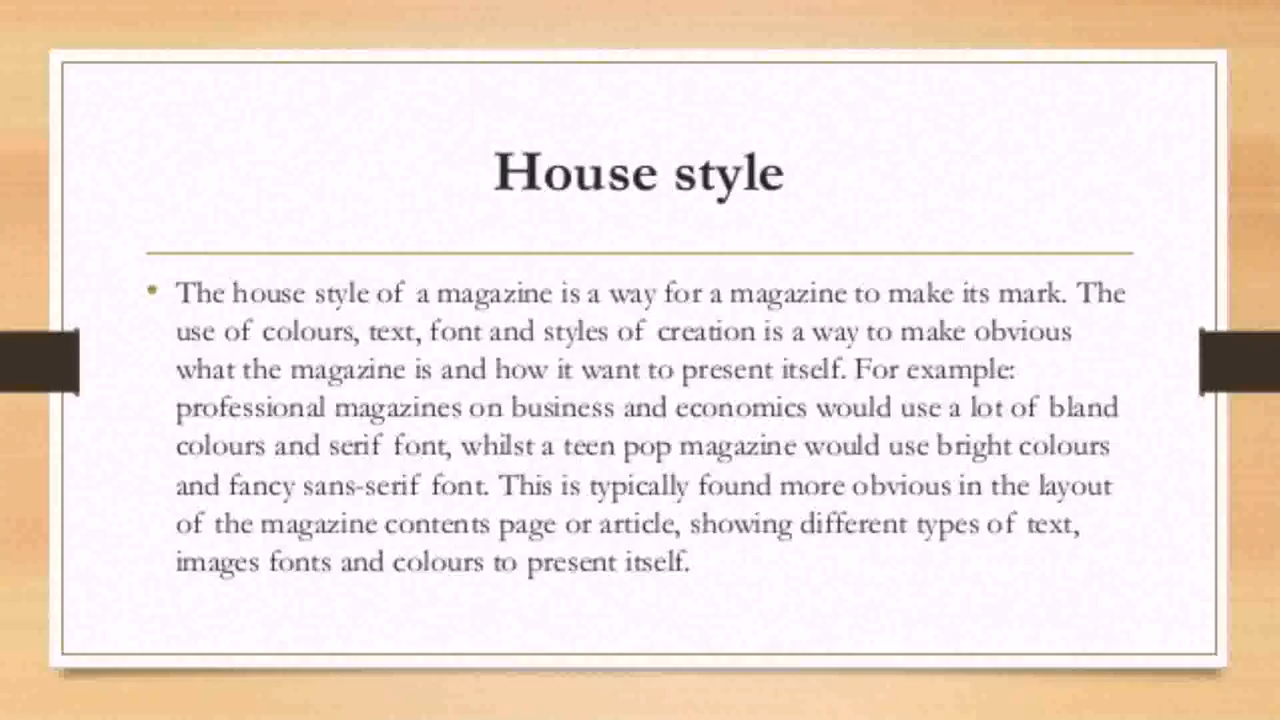 House style
• The house style of a magazine is a way for a magazine to make its mark. The
use of colours, text, font and styles of creation is a way to make obvious
what the magazine is and how it want to present itself. For example:
professional magazines on business and economics would use a lot of bland
colours and serif font, whilst a teen pop magazine would use bright colours
and fancy sans-serif font. This is typically found more obvious in the layout
of the magazine contents page or article, showing different types of text,
images fonts and colours to present itself.